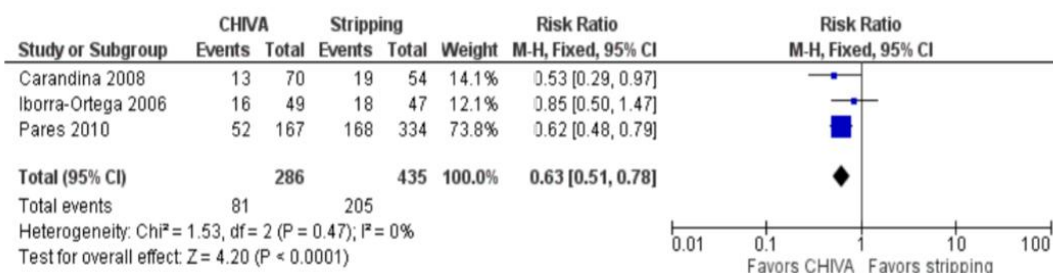 CHIVA Stripping Risk Ratio Risk Ratio
Study or Subgroup Events Total Events Total Weight M-H, Fixed, 95% CI M-H, Fixed, 95% CI
Carandina 2008 13 70 19 54 14.1% 0.53 [0.29, 0.97]
Iborra-Ortega 2006 16 49 18 47 12.1% 0.85 [0.50, 1.47]
Pares 2010 52 167 168 334 73.8% 0.62 [0.48, 0.79]
Total (95% CI) 286 435 100.0% 0.63 [0.51, 0.78]
Total events 81 205
Heterogeneity: Chi² = 1.53, df = 2 (P = 0.47); I² = 0%
Test for overall effect: Z = 4.20 (P < 0.0001)
0.01 0.1 1 10 100
Favors CHIVA Favors stripping